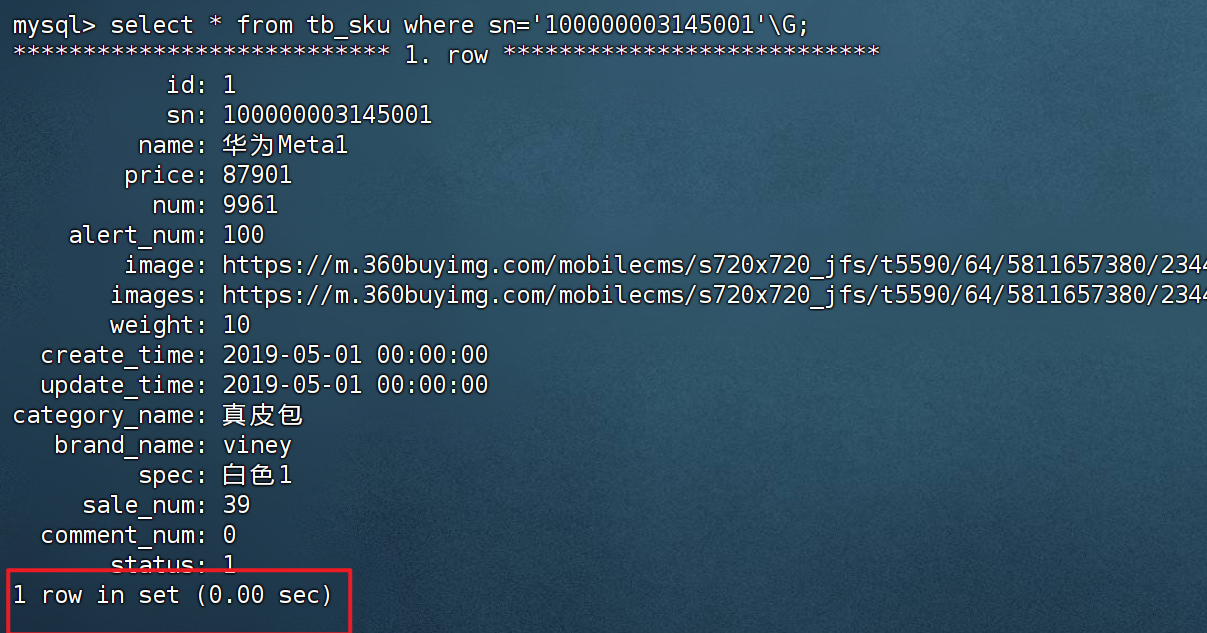 mysql> select * from tb_sku where sn='100000003145001'\G;
*************************** 1. row ***************************
id: 1
sn: 100000003145001
name: 华为Meta1
price: 87901
num: 9961
alert_num: 100
image: https://m.360buyimg.com/mobilecms/s720x720_jfs/t5590/64/5811657380/2344
images: https://m.360buyimg.com/mobilecms/s720x720_jfs/t5590/64/5811657380/2344
weight: 10
create_time: 2019-05-01 00:00:00
update_time: 2019-05-01 00:00:00
category_name: 真皮包
brand_name: viney
spec: 白色1
sale_num: 39
comment_num: 0
status: 1
1 row in set (0.00 sec)